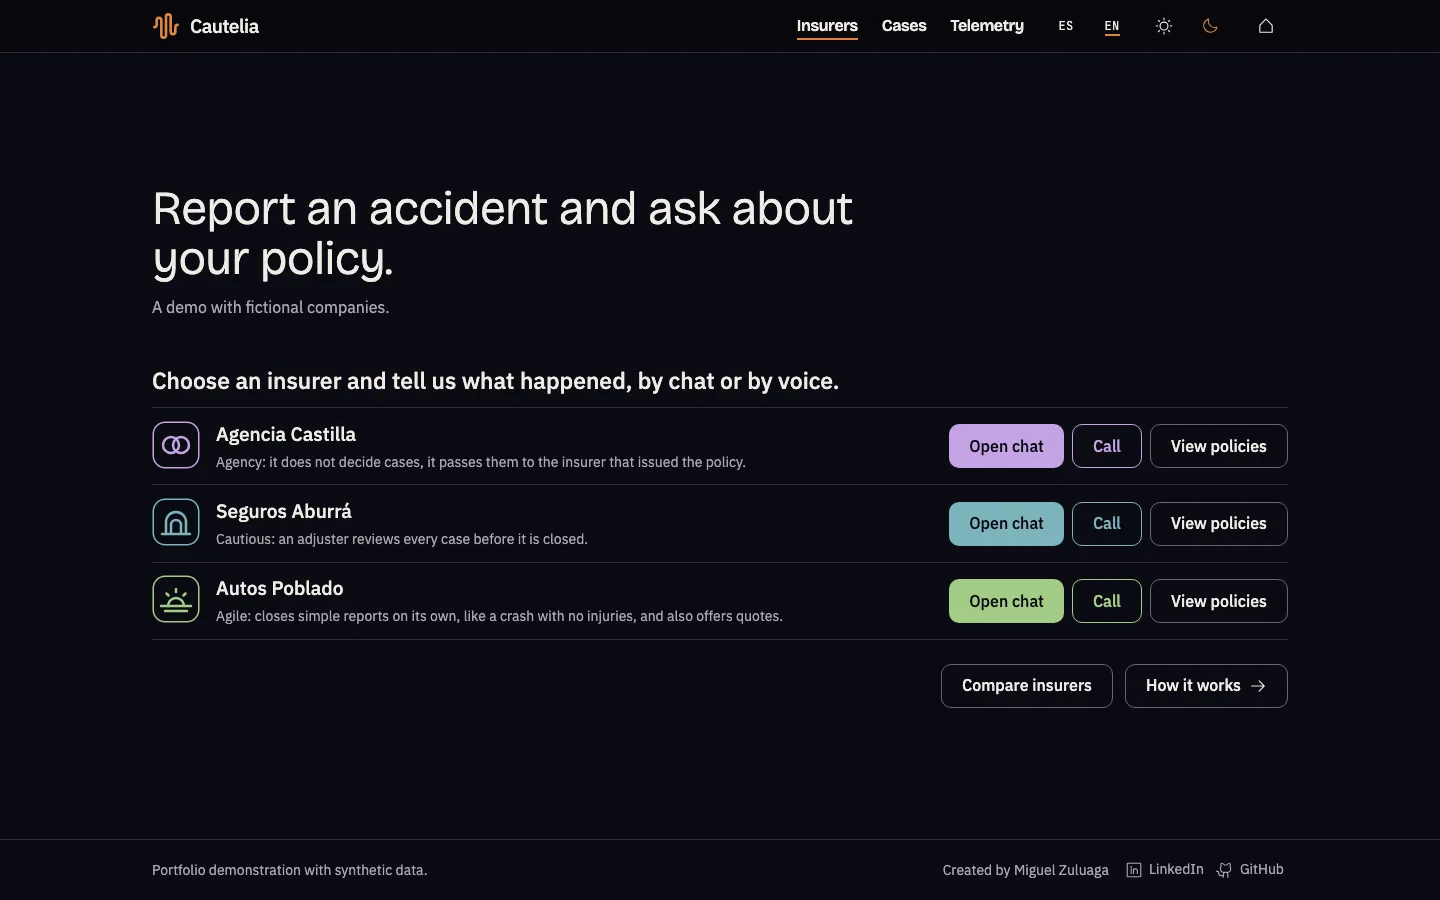 Cautelia
Insurers
Cases
Telemetry
ES
EN
Report an accident and ask about
your policy.
A demo with fictional companies.
Choose an insurer and tell us what happened, by chat or by voice.
Agencia Castilla
Agency: it does not decide cases, it passes them to the insurer that issued the policy.
Open chat
Call
View policies
Seguros Aburrá
Cautious: an adjuster reviews every case before it is closed.
Open chat
Call
View policies
Autos Poblado
Agile: closes simple reports on its own, like a crash with no injuries, and also offers quotes.
Open chat
Call
View policies
Compare insurers
How it works →
Portfolio demonstration with synthetic data.
Created by Miguel Zuluaga
LinkedIn
GitHub